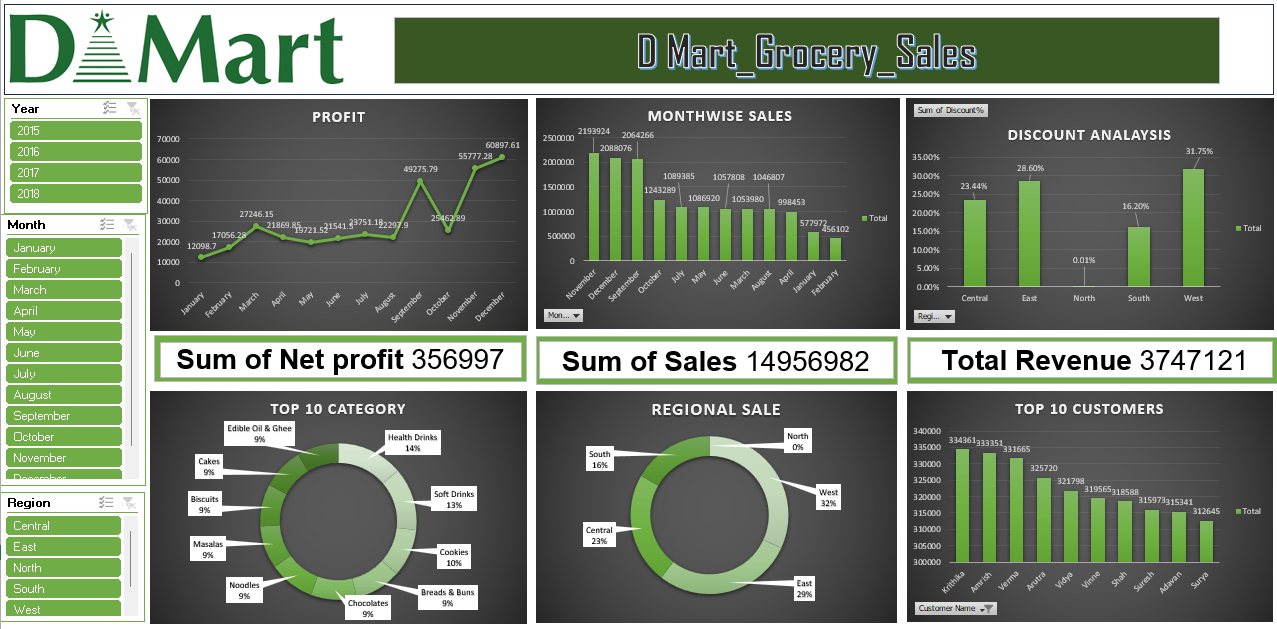 D Mart
D Mart_Grocery_Sales
Year
2015
2016
2017
2018
Month
January
February
March
April
May
June
July
August
September
October
November
December
Region
Central
East
North
South
West
PROFIT
70000
60000
50000
40000
30000
20000
10000
0
12098.7
17056.28
27246.15
21869.85
19721.52
21541.5
23751.18
22297.9
49275.79
25462.89
55777.28
60897.61
January
February
March
April
May
June
July
August
September
October
November
December
MONTHWISE SALES
2500000
2000000
1500000
1000000
500000
0
2193924
2088076
2064266
1243289
1089385
1086920
1057808
1053980
1046807
998453
577972
456102
November
December
September
October
July
May
June
March
August
April
January
February
Total
Mon...
Sum of Discount%
DISCOUNT ANALAYSIS
35.00%
30.00%
25.00%
20.00%
15.00%
10.00%
5.00%
0.00%
23.44%
28.60%
0.01%
16.20%
31.75%
Central
East
North
South
West
Total
Regi...
Sum of Net profit 356997
Sum of Sales 14956982
Total Revenue 3747121
TOP 10 CATEGORY
Edible Oil & Ghee
9%
Health Drinks
14%
Cakes
9%
Soft Drinks
13%
Biscuits
9%
Masalas
9%
Cookies
10%
Noodles
9%
Breads & Buns
9%
Chocolates
9%
REGIONAL SALE
North
0%
South
16%
West
32%
Central
23%
East
29%
TOP 10 CUSTOMERS
340000
335000
330000
325000
320000
315000
310000
305000
300000
334361
333351
331665
325720
321798
319565
318588
315973
315341
312645
Krithika
Amrish
Verma
Arutra
Vidya
Vinne
Shah
Suresh
Adavan
Surya
Total
Customer Name